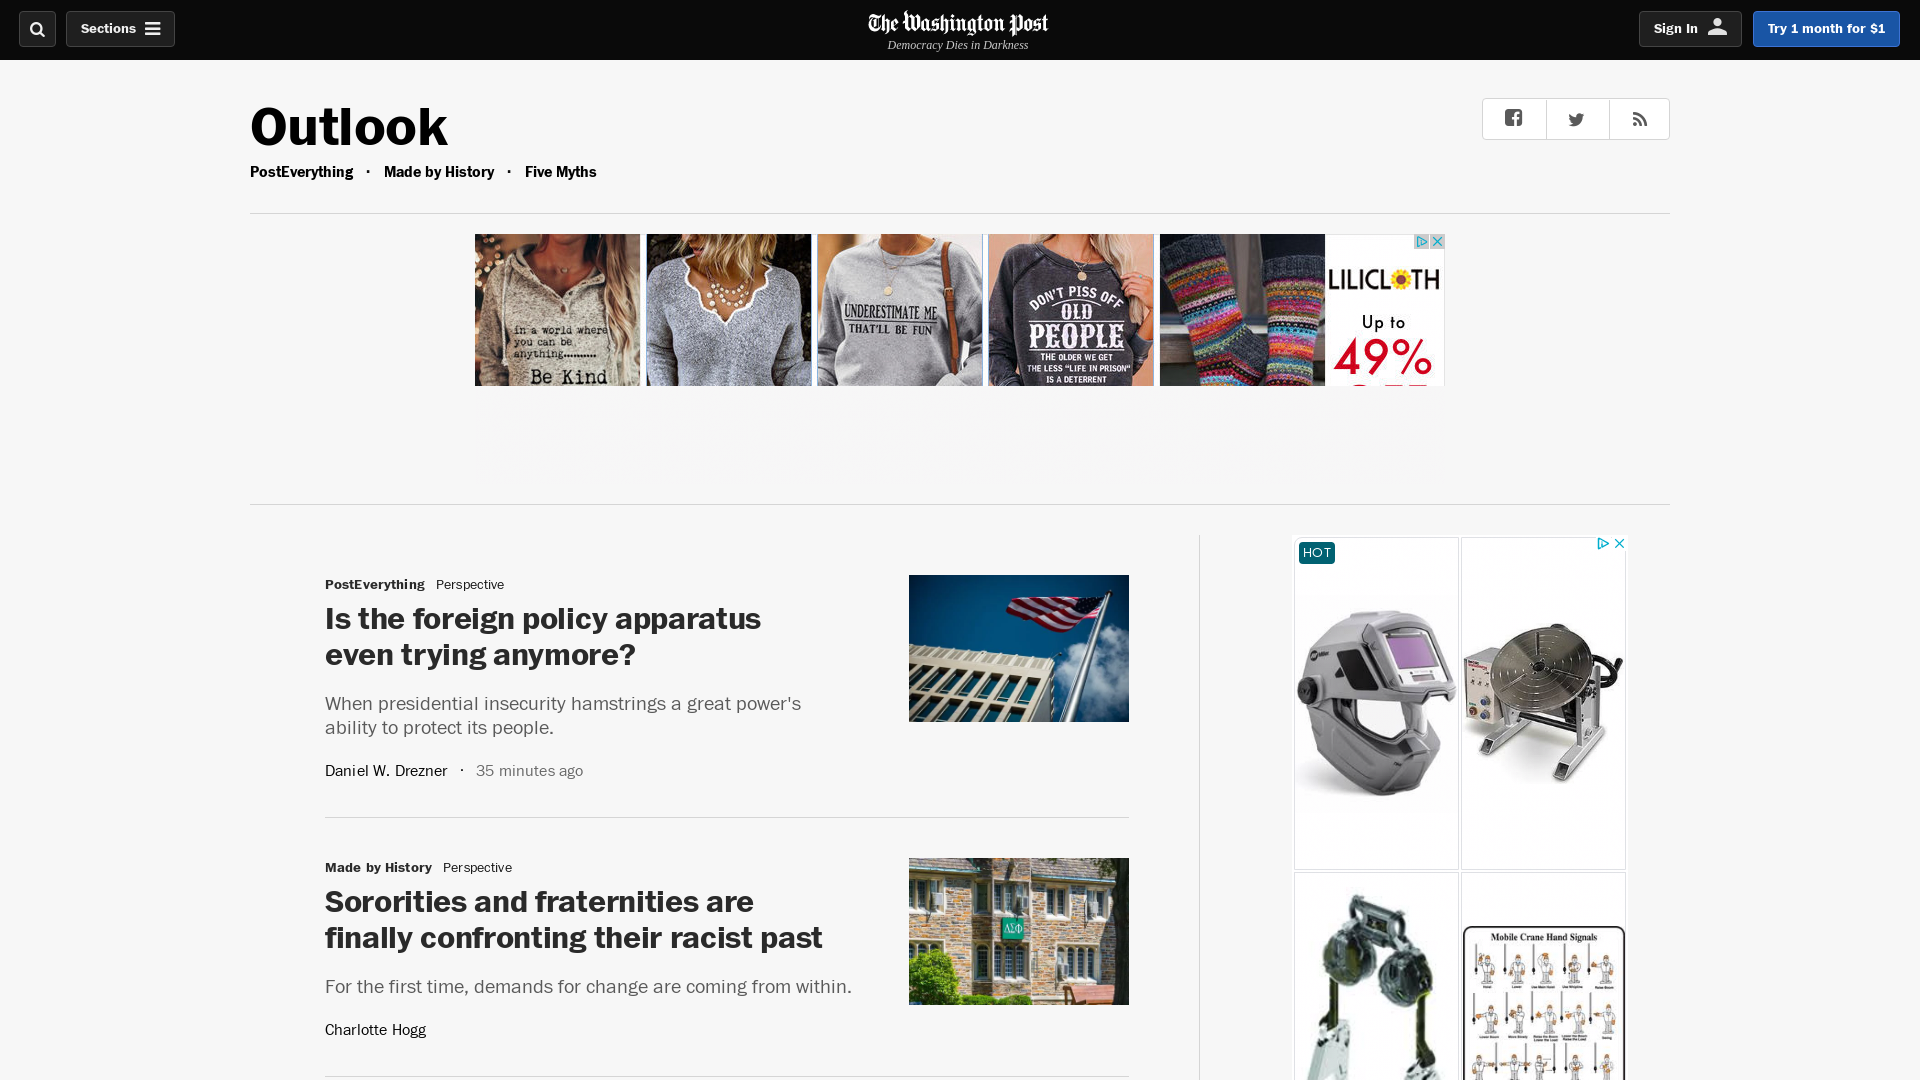 Sections
The Washington Post
Democracy Dies in Darkness
Sign In
Try 1 month for $1
Outlook
PostEverything · Made by History · Five Myths
in a world where
you can be
anything..........
Be Kind
UNDERESTIMATE ME
THAT'LL BE FUN
DON'T PISS OFF
OLD
PEOPLE
THE OLDER WE GET
THE LESS "LIFE IN PRISON"
IS A DETERRENT
LILICLOTH
Up to
49%
HOT
PostEverything Perspective
Is the foreign policy apparatus
even trying anymore?
When presidential insecurity hamstrings a great power's
ability to protect its people.
Daniel W. Drezner · 35 minutes ago
Made by History Perspective
Sororities and fraternities are
finally confronting their racist past
For the first time, demands for change are coming from within.
Charlotte Hogg
ΛΣΦ
Mobile Crane Hand Signals